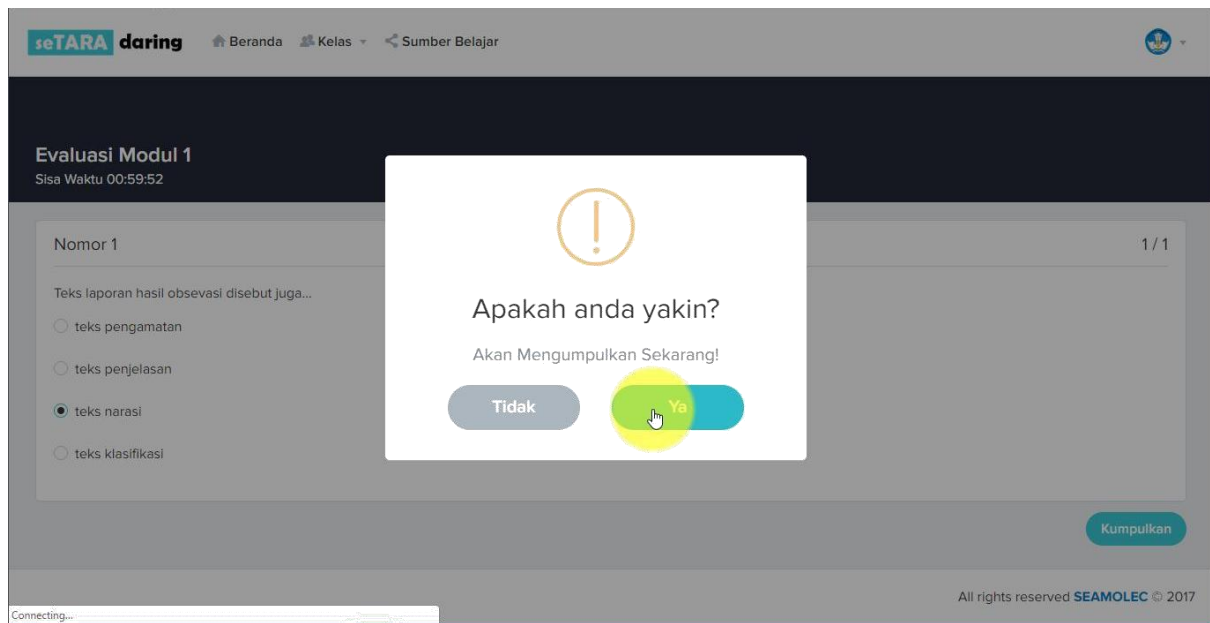 seTARA daring Beranda Kelas Sumber Belajar
Evaluasi Modul 1
Sisa Waktu 00:59:52
Nomor 1 1 / 1
Teks laporan hasil obsevasi disebut juga...
teks pengamatan
teks penjelasan
teks narasi
teks klasifikasi
Apakah anda yakin?
Akan Mengumpulkan Sekarang!
Tidak Ya
Kumpulkan
All rights reserved SEAMOLEC © 2017
Connecting...